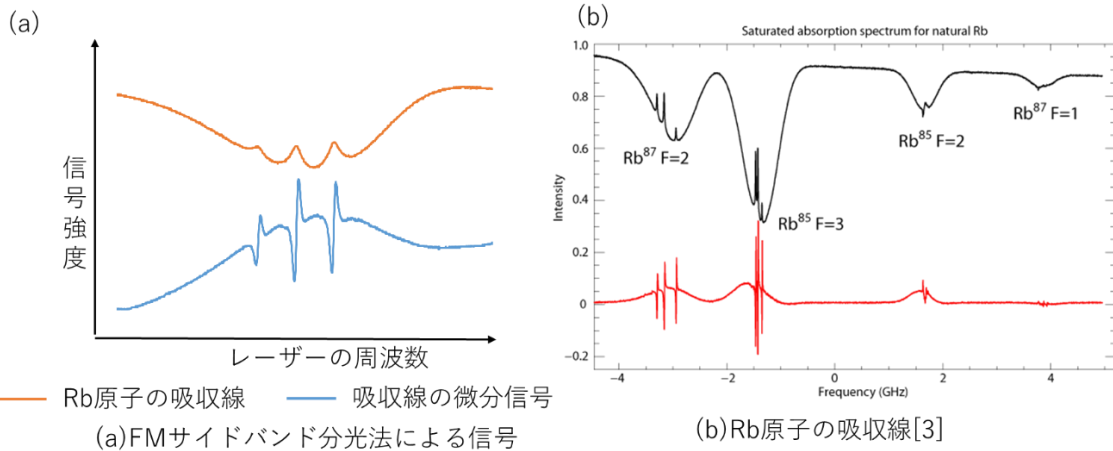 (a)
信号強度
レーザーの周波数
Rb原子の吸収線
吸収線の微分信号
(a)FMサイドバンド分光法による信号
(b)
Saturated absorption spectrum for natural Rb
1.0
0.8
0.6
0.4
0.2
0
−0.2
Intensity
Rb87 F=2
Rb85 F=3
Rb85 F=2
Rb87 F=1
−4
−2
0
2
4
Frequency (GHz)
(b)Rb原子の吸収線[3]